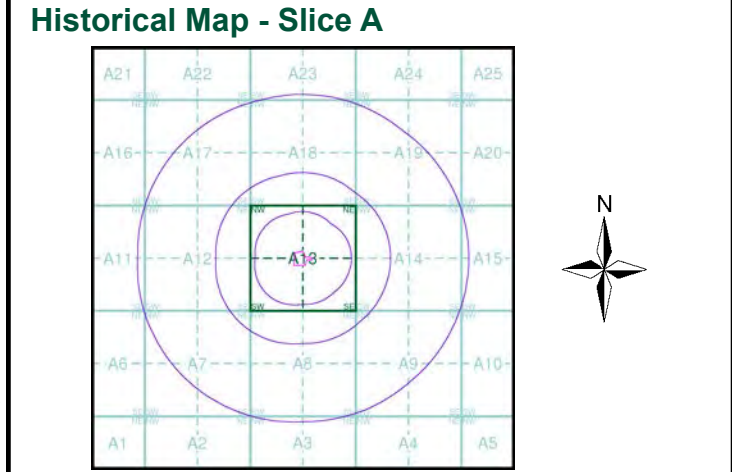 Historical Map - Slice A
A21 A22 A23 A24 A25
A16 A17 A18 A19 A20
N
NW NE
A11 A12 A13 A14 A15
SW SE
A6 A7 A8 A9 A10
A1 A2 A3 A4 A5